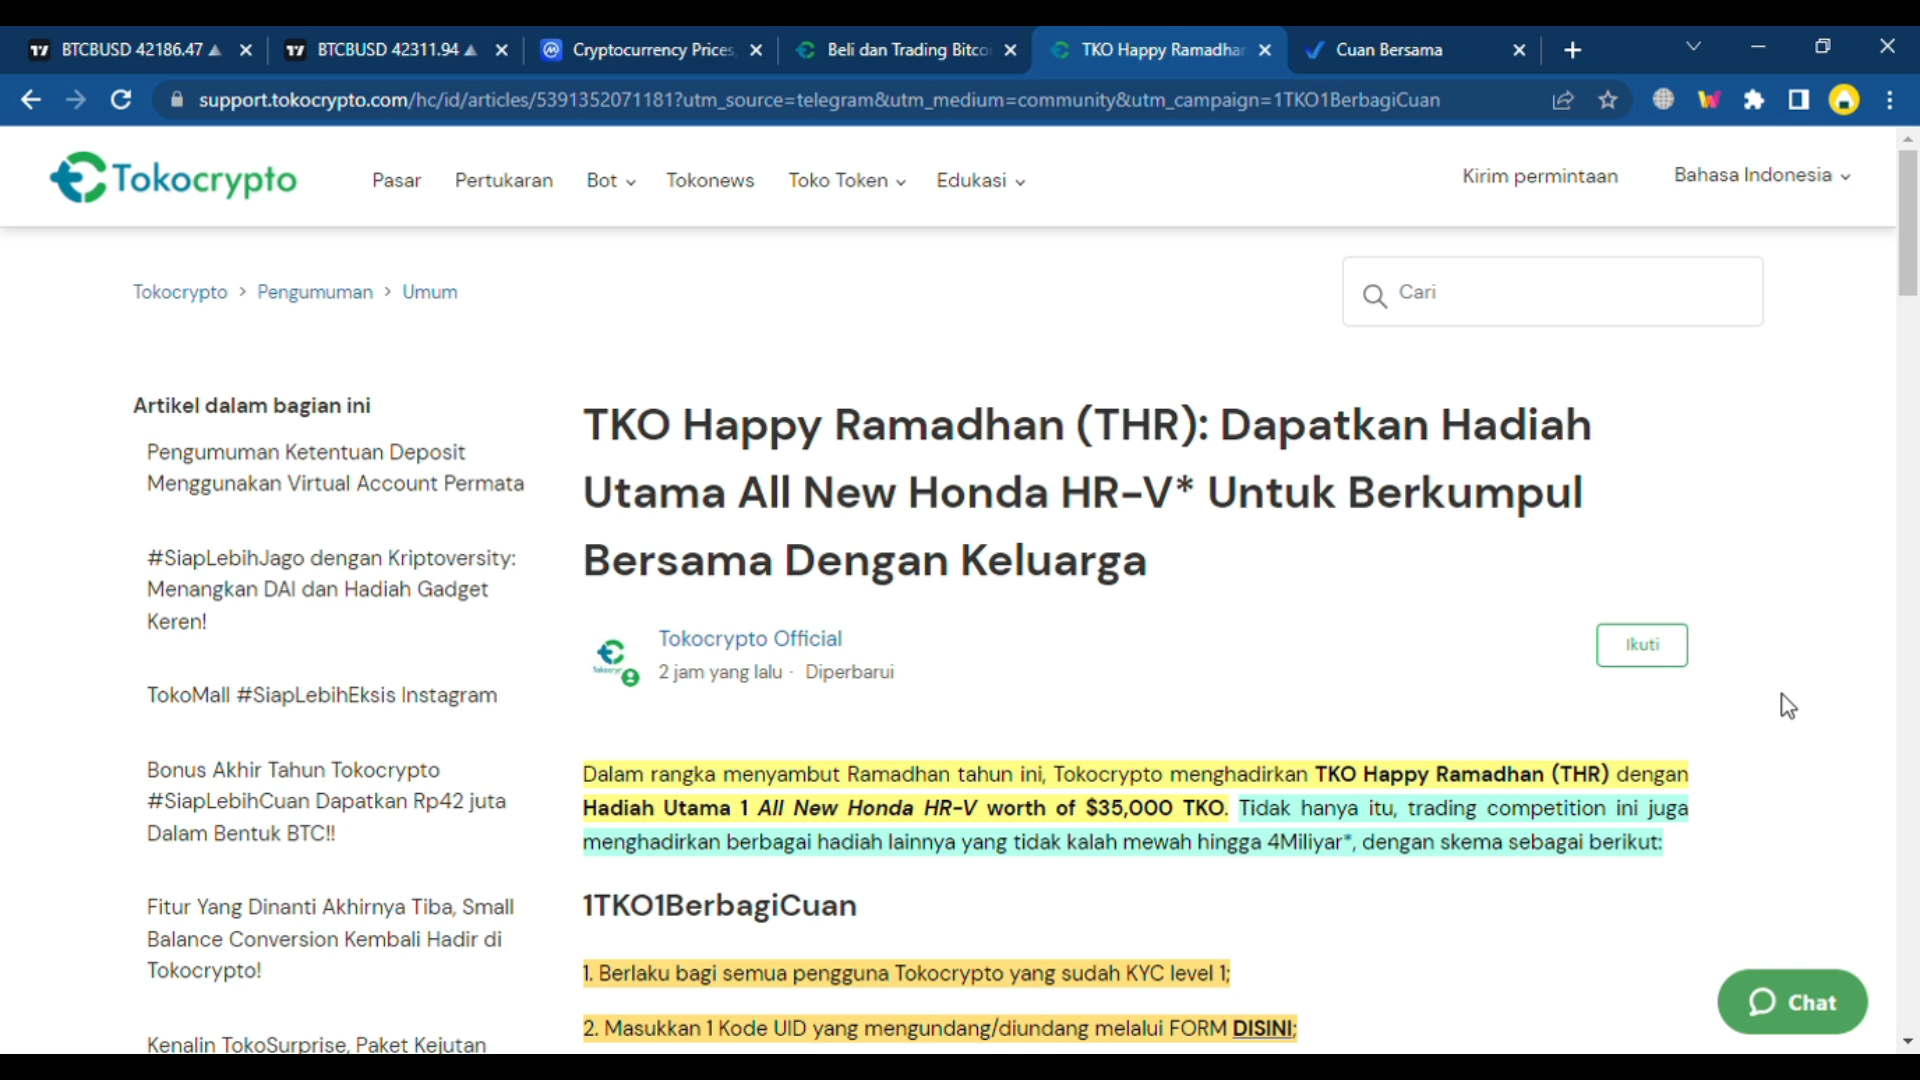 BTCBUSD 42186.47
BTCBUSD 42311.94
Cryptocurrency Prices,
Beli dan Trading Bitco
TKO Happy Ramadhan
Cuan Bersama
support.tokocrypto.com/hc/id/articles/5391352071181?utm_source=telegram&utm_medium=community&utm_campaign=1TKO1BerbagiCuan
Tokocrypto
Pasar
Pertukaran
Bot
Tokonews
Toko Token
Edukasi
Kirim permintaan
Bahasa Indonesia
Tokocrypto > Pengumuman > Umum
Cari
Artikel dalam bagian ini
Pengumuman Ketentuan Deposit
Menggunakan Virtual Account Permata
#SiapLebihJago dengan Kriptoversity:
Menangkan DAI dan Hadiah Gadget
Keren!
TokoMall #SiapLebihEksis Instagram
Bonus Akhir Tahun Tokocrypto
#SiapLebihCuan Dapatkan Rp42 juta
Dalam Bentuk BTC!!
Fitur Yang Dinanti Akhirnya Tiba, Small
Balance Conversion Kembali Hadir di
Tokocrypto!
Kenalin TokoSurprise, Paket Kejutan
TKO Happy Ramadhan (THR): Dapatkan Hadiah
Utama All New Honda HR-V* Untuk Berkumpul
Bersama Dengan Keluarga
Tokocrypto Official
2 jam yang lalu · Diperbarui
Ikuti
Dalam rangka menyambut Ramadhan tahun ini, Tokocrypto menghadirkan TKO Happy Ramadhan (THR) dengan
Hadiah Utama 1 All New Honda HR-V worth of $35,000 TKO. Tidak hanya itu, trading competition ini juga
menghadirkan berbagai hadiah lainnya yang tidak kalah mewah hingga 4Miliyar*, dengan skema sebagai berikut:
1TKO1BerbagiCuan
1. Berlaku bagi semua pengguna Tokocrypto yang sudah KYC level 1;
2. Masukkan 1 Kode UID yang mengundang/diundang melalui FORM DISINI;
Chat